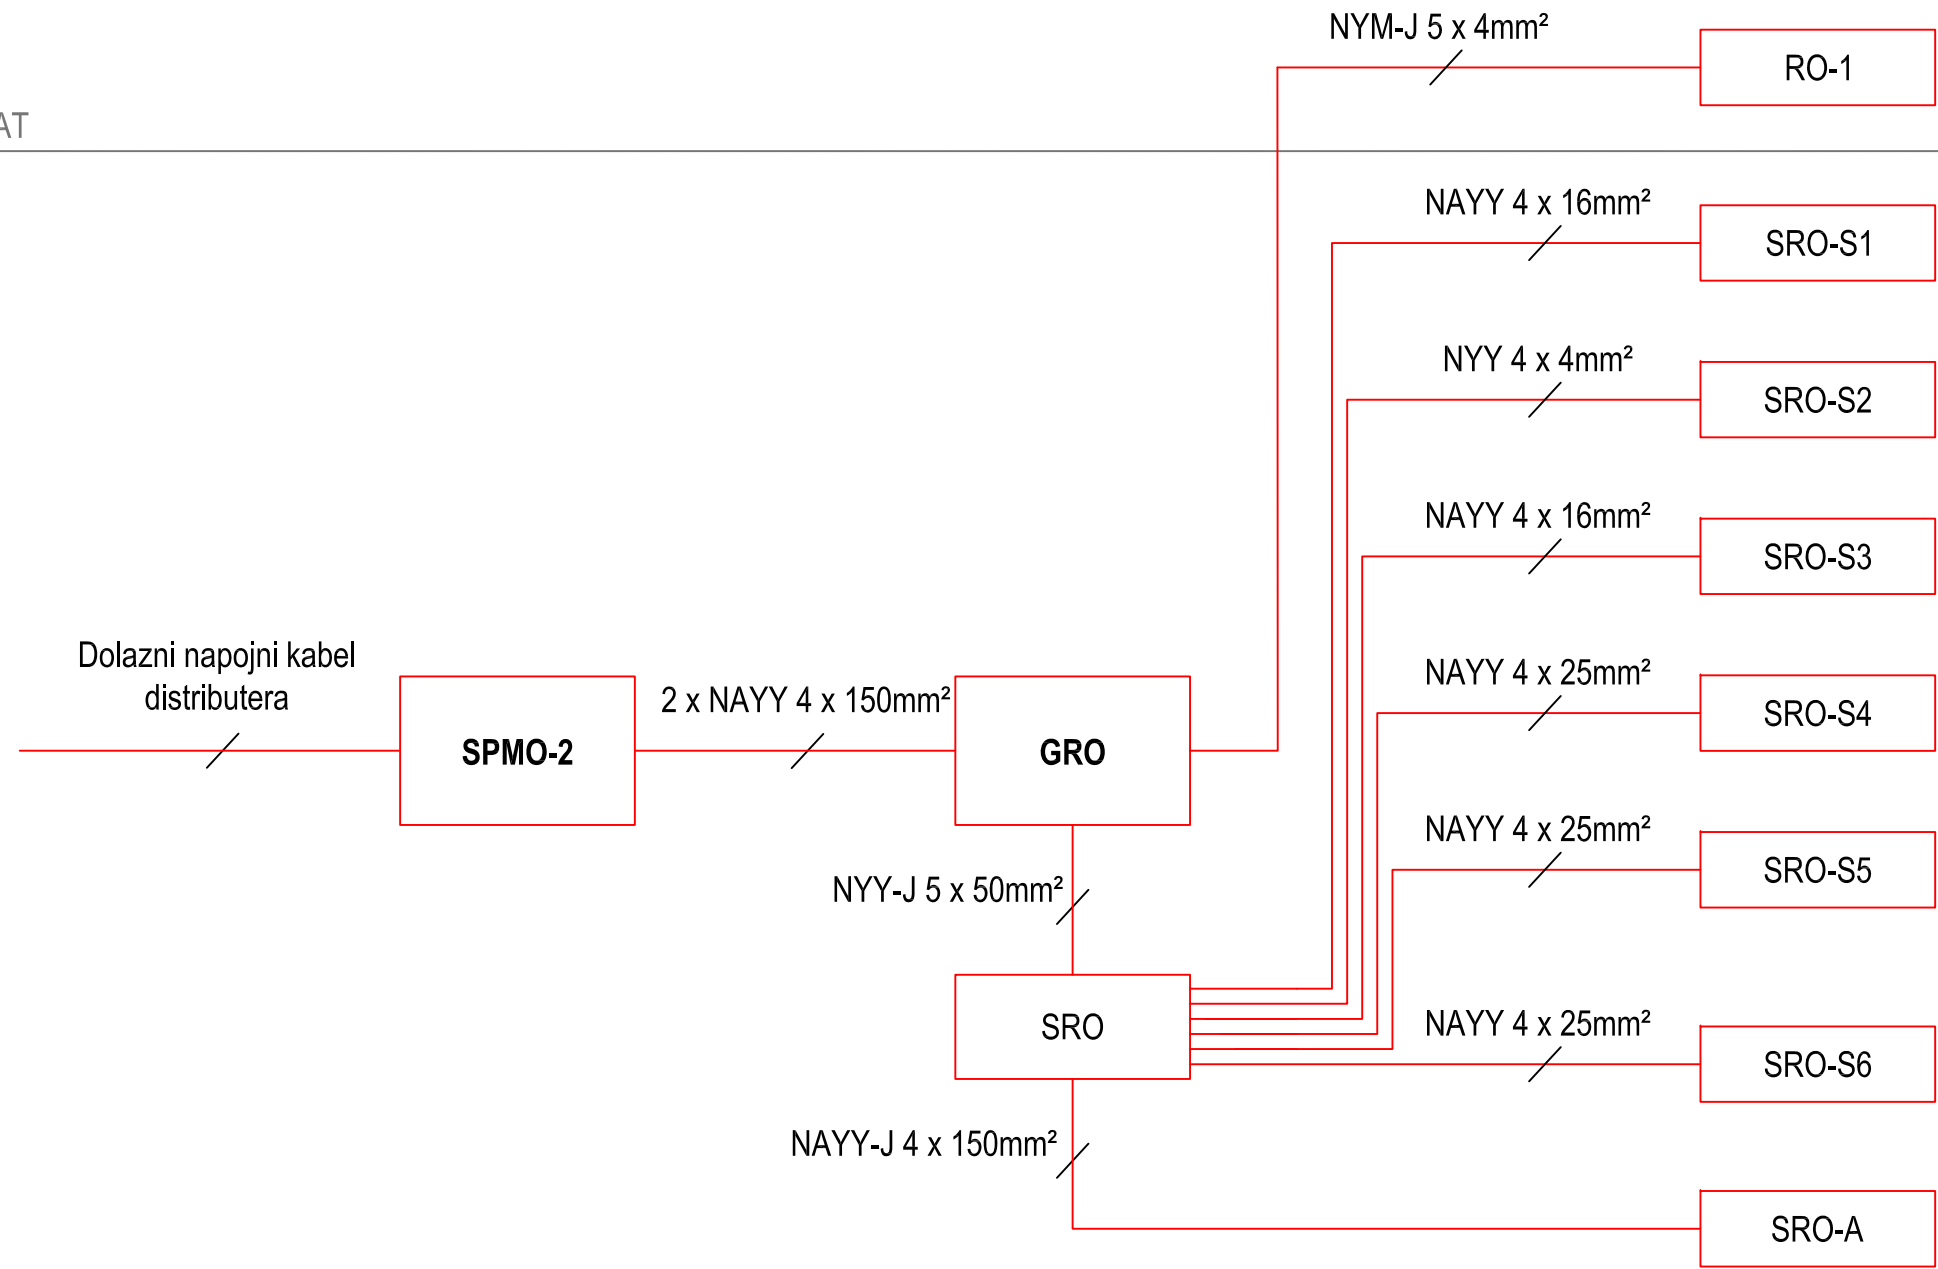 NYM-J 5 x 4mm²
RO-1
AT
NAYY 4 x 16mm²
SRO-S1
NYY 4 x 4mm²
SRO-S2
NAYY 4 x 16mm²
SRO-S3
Dolazni napojni kabel
distributera
SPMO-2
2 x NAYY 4 x 150mm²
GRO
NAYY 4 x 25mm²
SRO-S4
NAYY 4 x 25mm²
SRO-S5
NYY-J 5 x 50mm²
SRO
NAYY 4 x 25mm²
SRO-S6
NAYY-J 4 x 150mm²
SRO-A